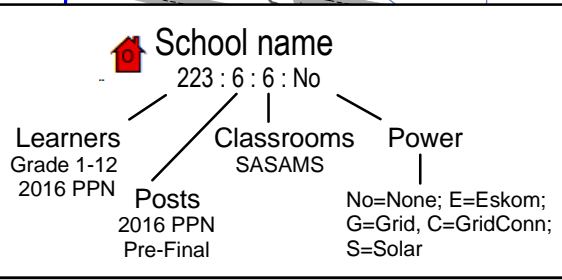 School name
223 : 6 : 6 : No
Learners
Grade 1-12
2016 PPN
Posts
2016 PPN
Pre-Final
Classrooms
SASAMS
Power
No=None; E=Eskom;
G=Grid, C=GridConn;
S=Solar